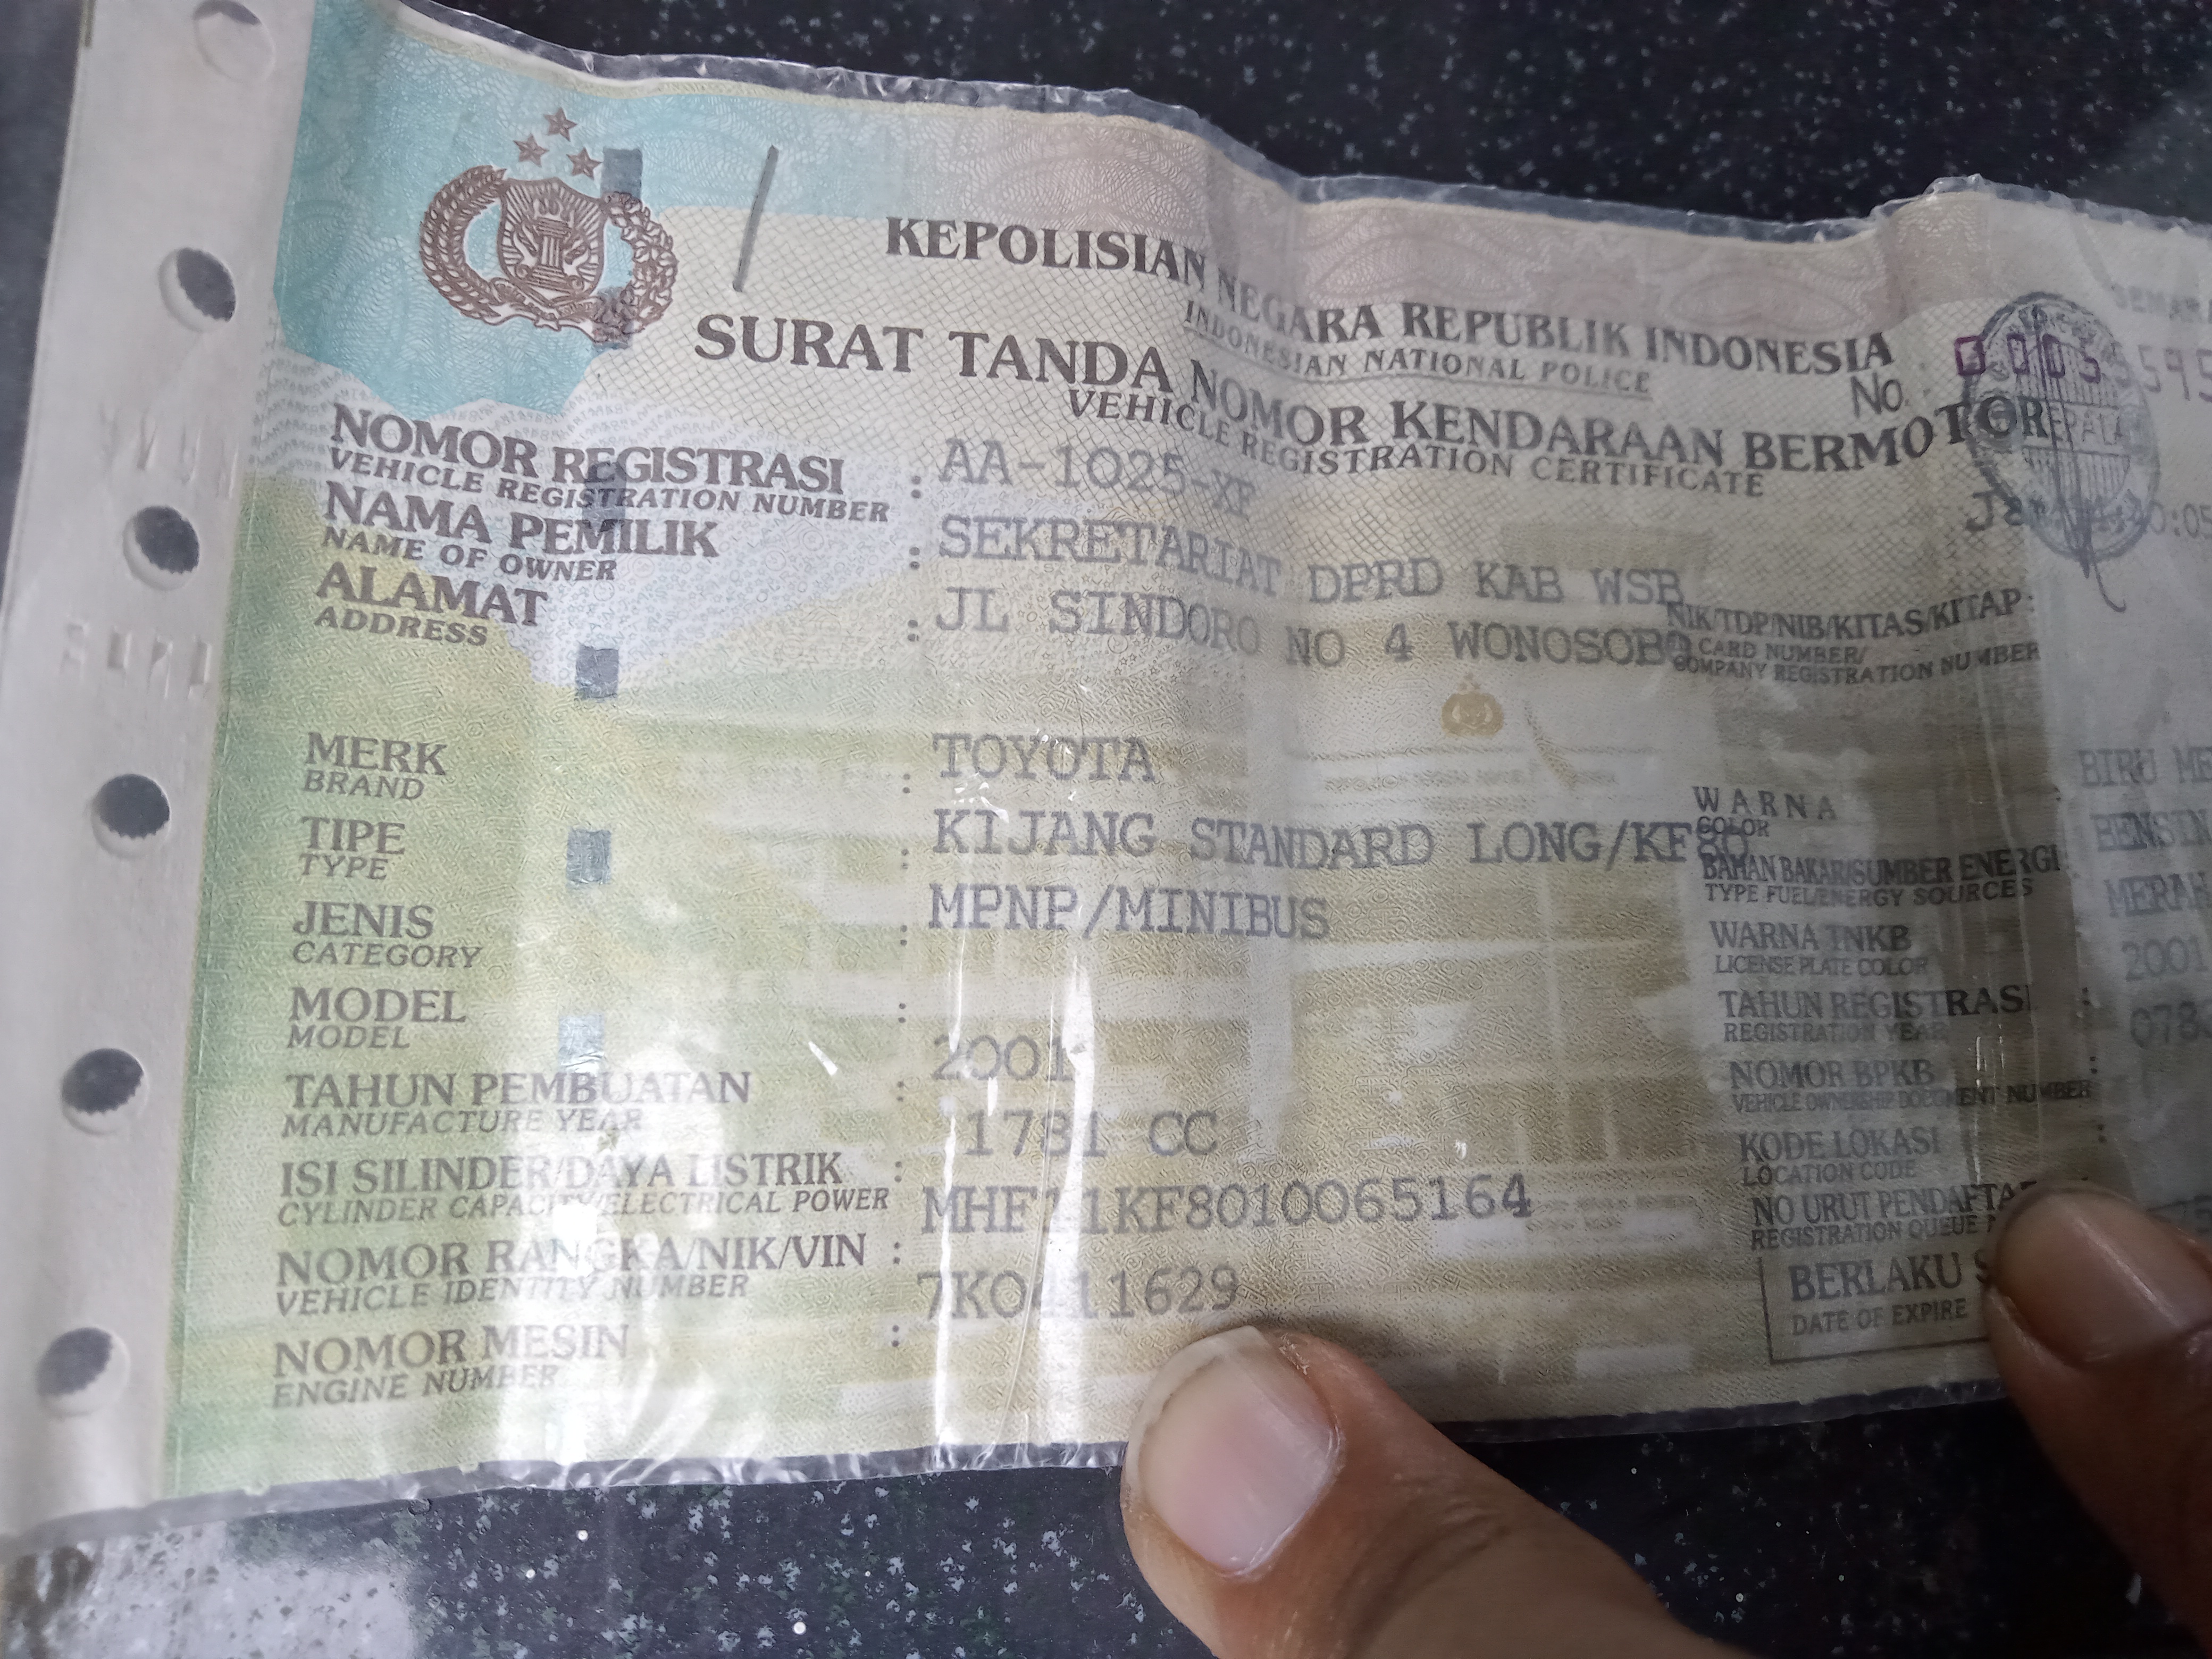 KEPOLISIAN NEGARA REPUBLIK INDONESIA
INDONESIAN NATIONAL POLICE
SURAT TANDA NOMOR KENDARAAN BERMOTOR
VEHICLE REGISTRATION CERTIFICATE
No.
NOMOR REGISTRASI : AA-1025-XF
VEHICLE REGISTRATION NUMBER
NAMA PEMILIK : SEKRETARIAT DPRD KAB WSB
NAME OF OWNER
ALAMAT : JL SINDORO NO 4 WONOSOBO
ADDRESS
NIK/TDP/NIB/KITAS/KITAP :
CARD NUMBER/
COMPANY REGISTRATION NUMBER
MERK : TOYOTA
BRAND
TIPE : KIJANG STANDARD LONG/KF80
TYPE
JENIS : MPNP/MINIBUS
CATEGORY
MODEL :
MODEL
TAHUN PEMBUATAN : 2001
MANUFACTURE YEAR
ISI SILINDER/DAYA LISTRIK : 1781 CC
CYLINDER CAPACITY/ELECTRICAL POWER
NOMOR RANGKA/NIK/VIN : MHF11KF8010065164
VEHICLE IDENTITY NUMBER
NOMOR MESIN :
ENGINE NUMBER
WARNA : BIRU
COLOR
BAHAN BAKAR/SUMBER ENERGI : BENSIN
TYPE FUEL/ENERGY SOURCES
WARNA TNKB MERAH
LICENSE PLATE COLOR
TAHUN REGISTRASI : 2001
REGISTRATION YEAR
NOMOR BPKB :
VEHICLE OWNERSHIP DOCUMENT NUMBER
KODE LOKASI :
LOCATION CODE
NO URUT
REGISTRATION QUEUE
BERLAKU
DATE OF EXPIRE